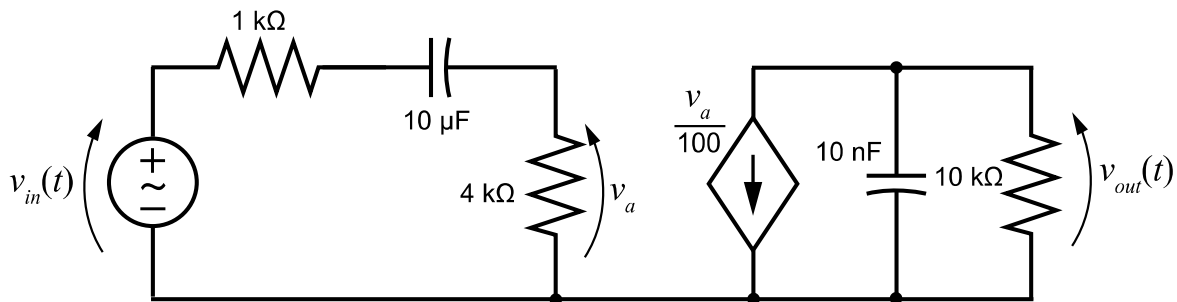 1 kΩ
10 µF
v_in(t)
+
~
−
4 kΩ
v_a
v_a
100
10 nF
10 kΩ
v_out(t)